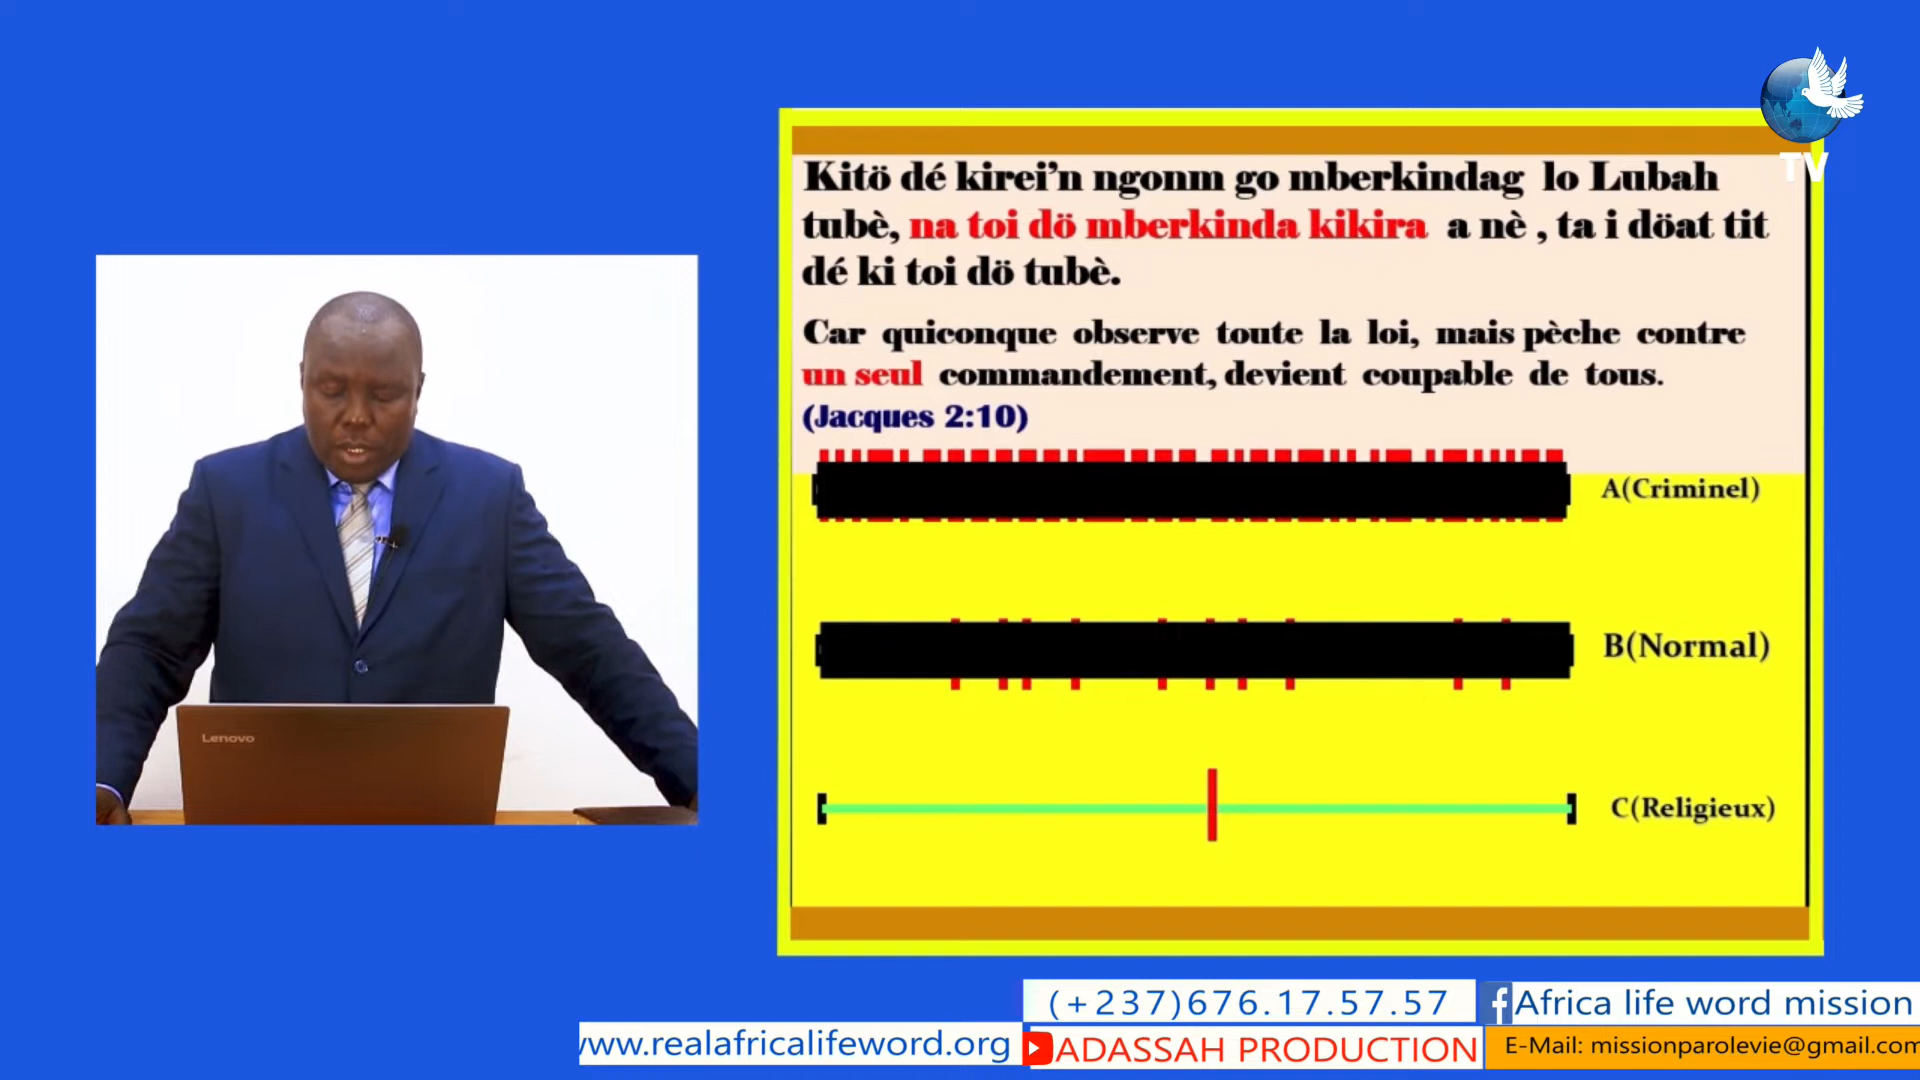 TV
Kitö dé kirei’n ngonm go mberkindag lo Lubah
tubè, na toi dö mberkinda kikira a nè , ta i döat tit
dé ki toi dö tubè.
Car quiconque observe toute la loi, mais pèche contre
un seul commandement, devient coupable de tous.
(Jacques 2:10)
A(Criminel)
B(Normal)
C(Religieux)
Lenovo
(+237)676.17.57.57
Africa life word mission
www.realafricalifeword.org
ADASSAH PRODUCTION
E-Mail: missionparolevie@gmail.com